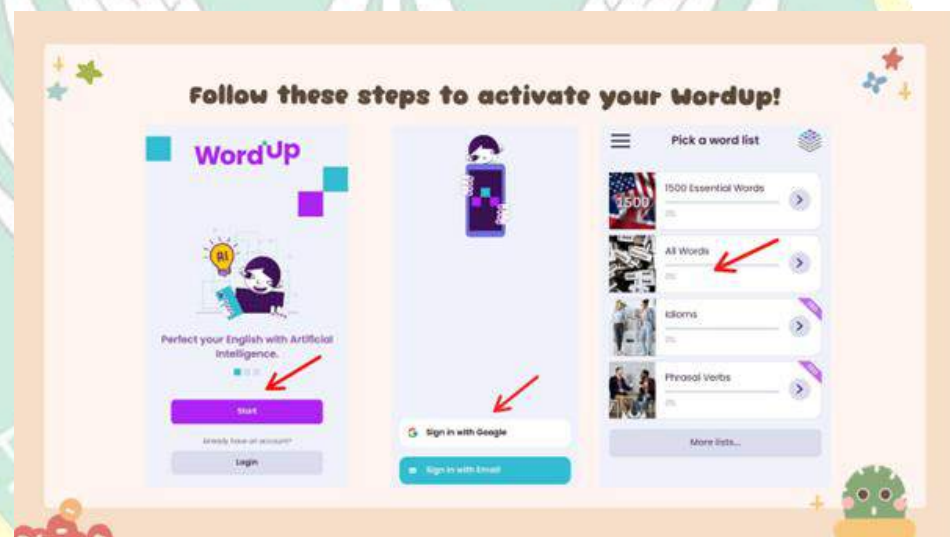 Follow these steps to activate your WordUp!
WordUp
AI
Perfect your English with Artificial
Intelligence.
Start
Already have an account?
Login
Sign in with Google
Sign in with Email
Pick a word list
1500
1500 Essential Words
0%
All Words
0%
Idioms
0%
Phrasal Verbs
0%
More lists...